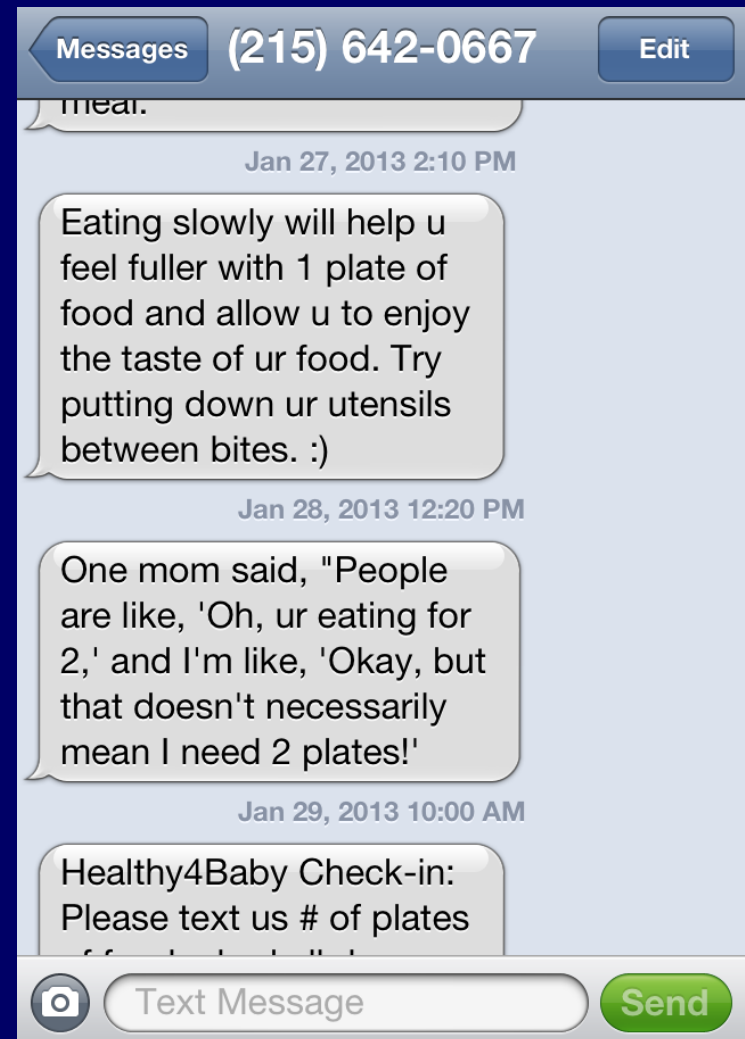 Messages
(215) 642-0667
Edit
meal.
Jan 27, 2013 2:10 PM
Eating slowly will help u
feel fuller with 1 plate of
food and allow u to enjoy
the taste of ur food. Try
putting down ur utensils
between bites. :)
Jan 28, 2013 12:20 PM
One mom said, "People
are like, 'Oh, ur eating for
2,' and I'm like, 'Okay, but
that doesn't necessarily
mean I need 2 plates!'
Jan 29, 2013 10:00 AM
Healthy4Baby Check-in:
Please text us # of plates
Text Message
Send